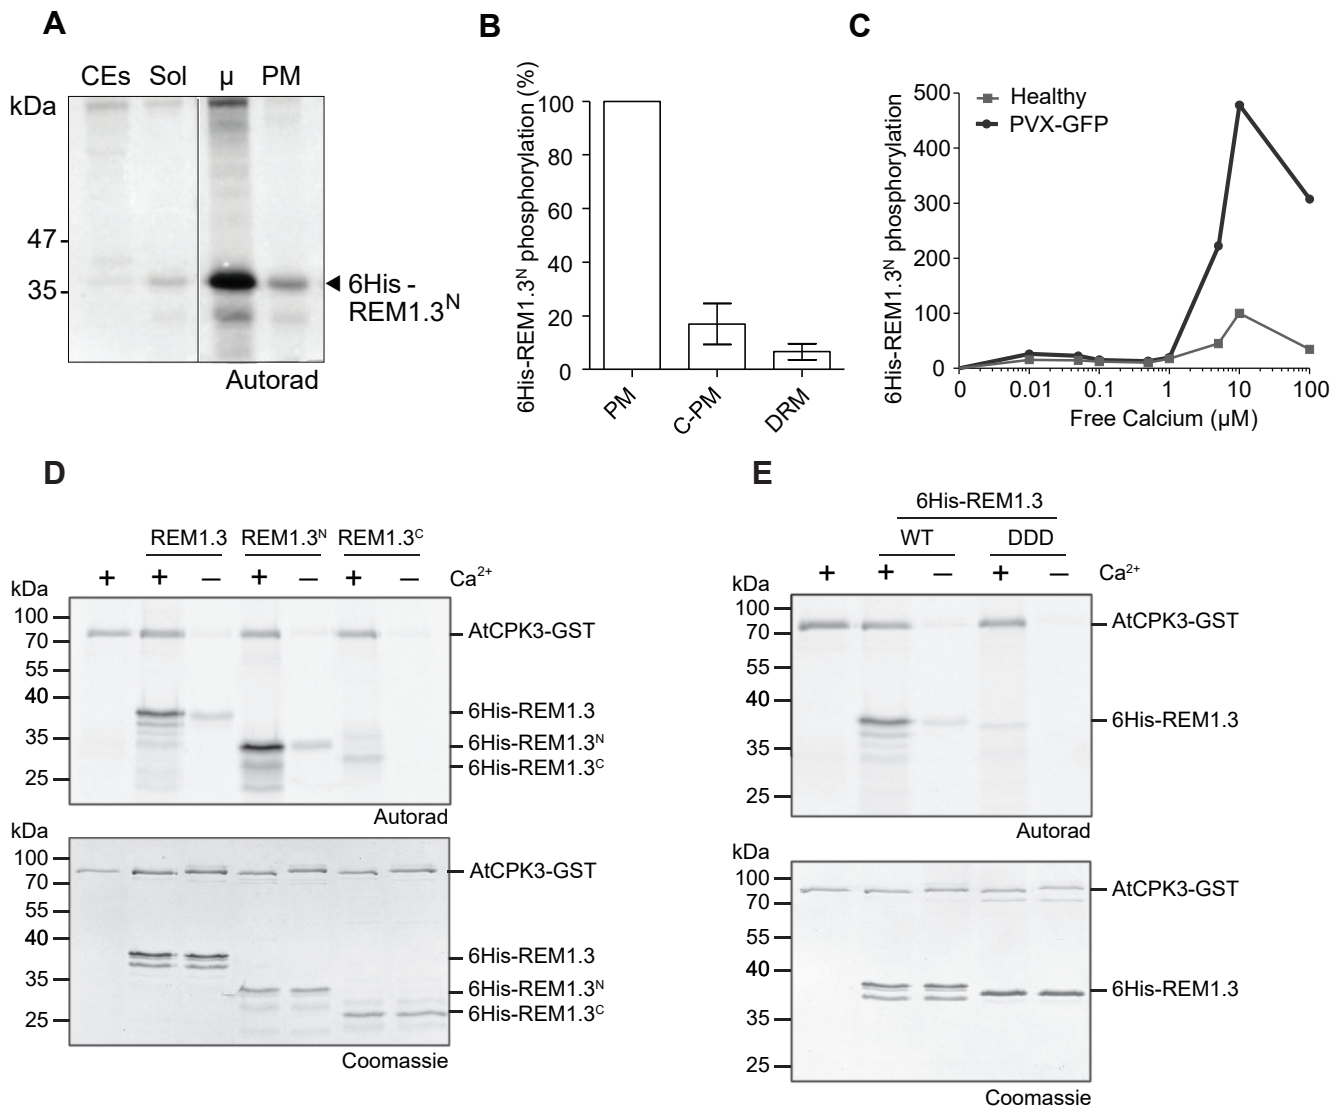 A
CEs Sol µ PM
kDa
47
35
6His -
REM1.3ᴺ
Autorad
B
6His-REM1.3ᴺ phosphorylation (%)
100
80
60
40
20
0
PM
C-PM
DRM
C
6His-REM1.3ᴺ phosphorylation
500
400
300
200
100
0
Healthy
PVX-GFP
0 0.01 0.1 1 10 100
Free Calcium (µM)
D
REM1.3 REM1.3ᴺ REM1.3ᶜ
+ + – + – + – Ca²⁺
kDa
100
70
55
40
35
25
AtCPK3-GST
6His-REM1.3
6His-REM1.3ᴺ
6His-REM1.3ᶜ
Autorad
kDa
100
70
55
40
35
25
AtCPK3-GST
6His-REM1.3
6His-REM1.3ᴺ
6His-REM1.3ᶜ
Coomassie
E
6His-REM1.3
WT DDD
+ + – + – Ca²⁺
kDa
100
70
55
40
35
25
AtCPK3-GST
6His-REM1.3
Autorad
kDa
100
70
55
40
35
25
AtCPK3-GST
6His-REM1.3
Coomassie